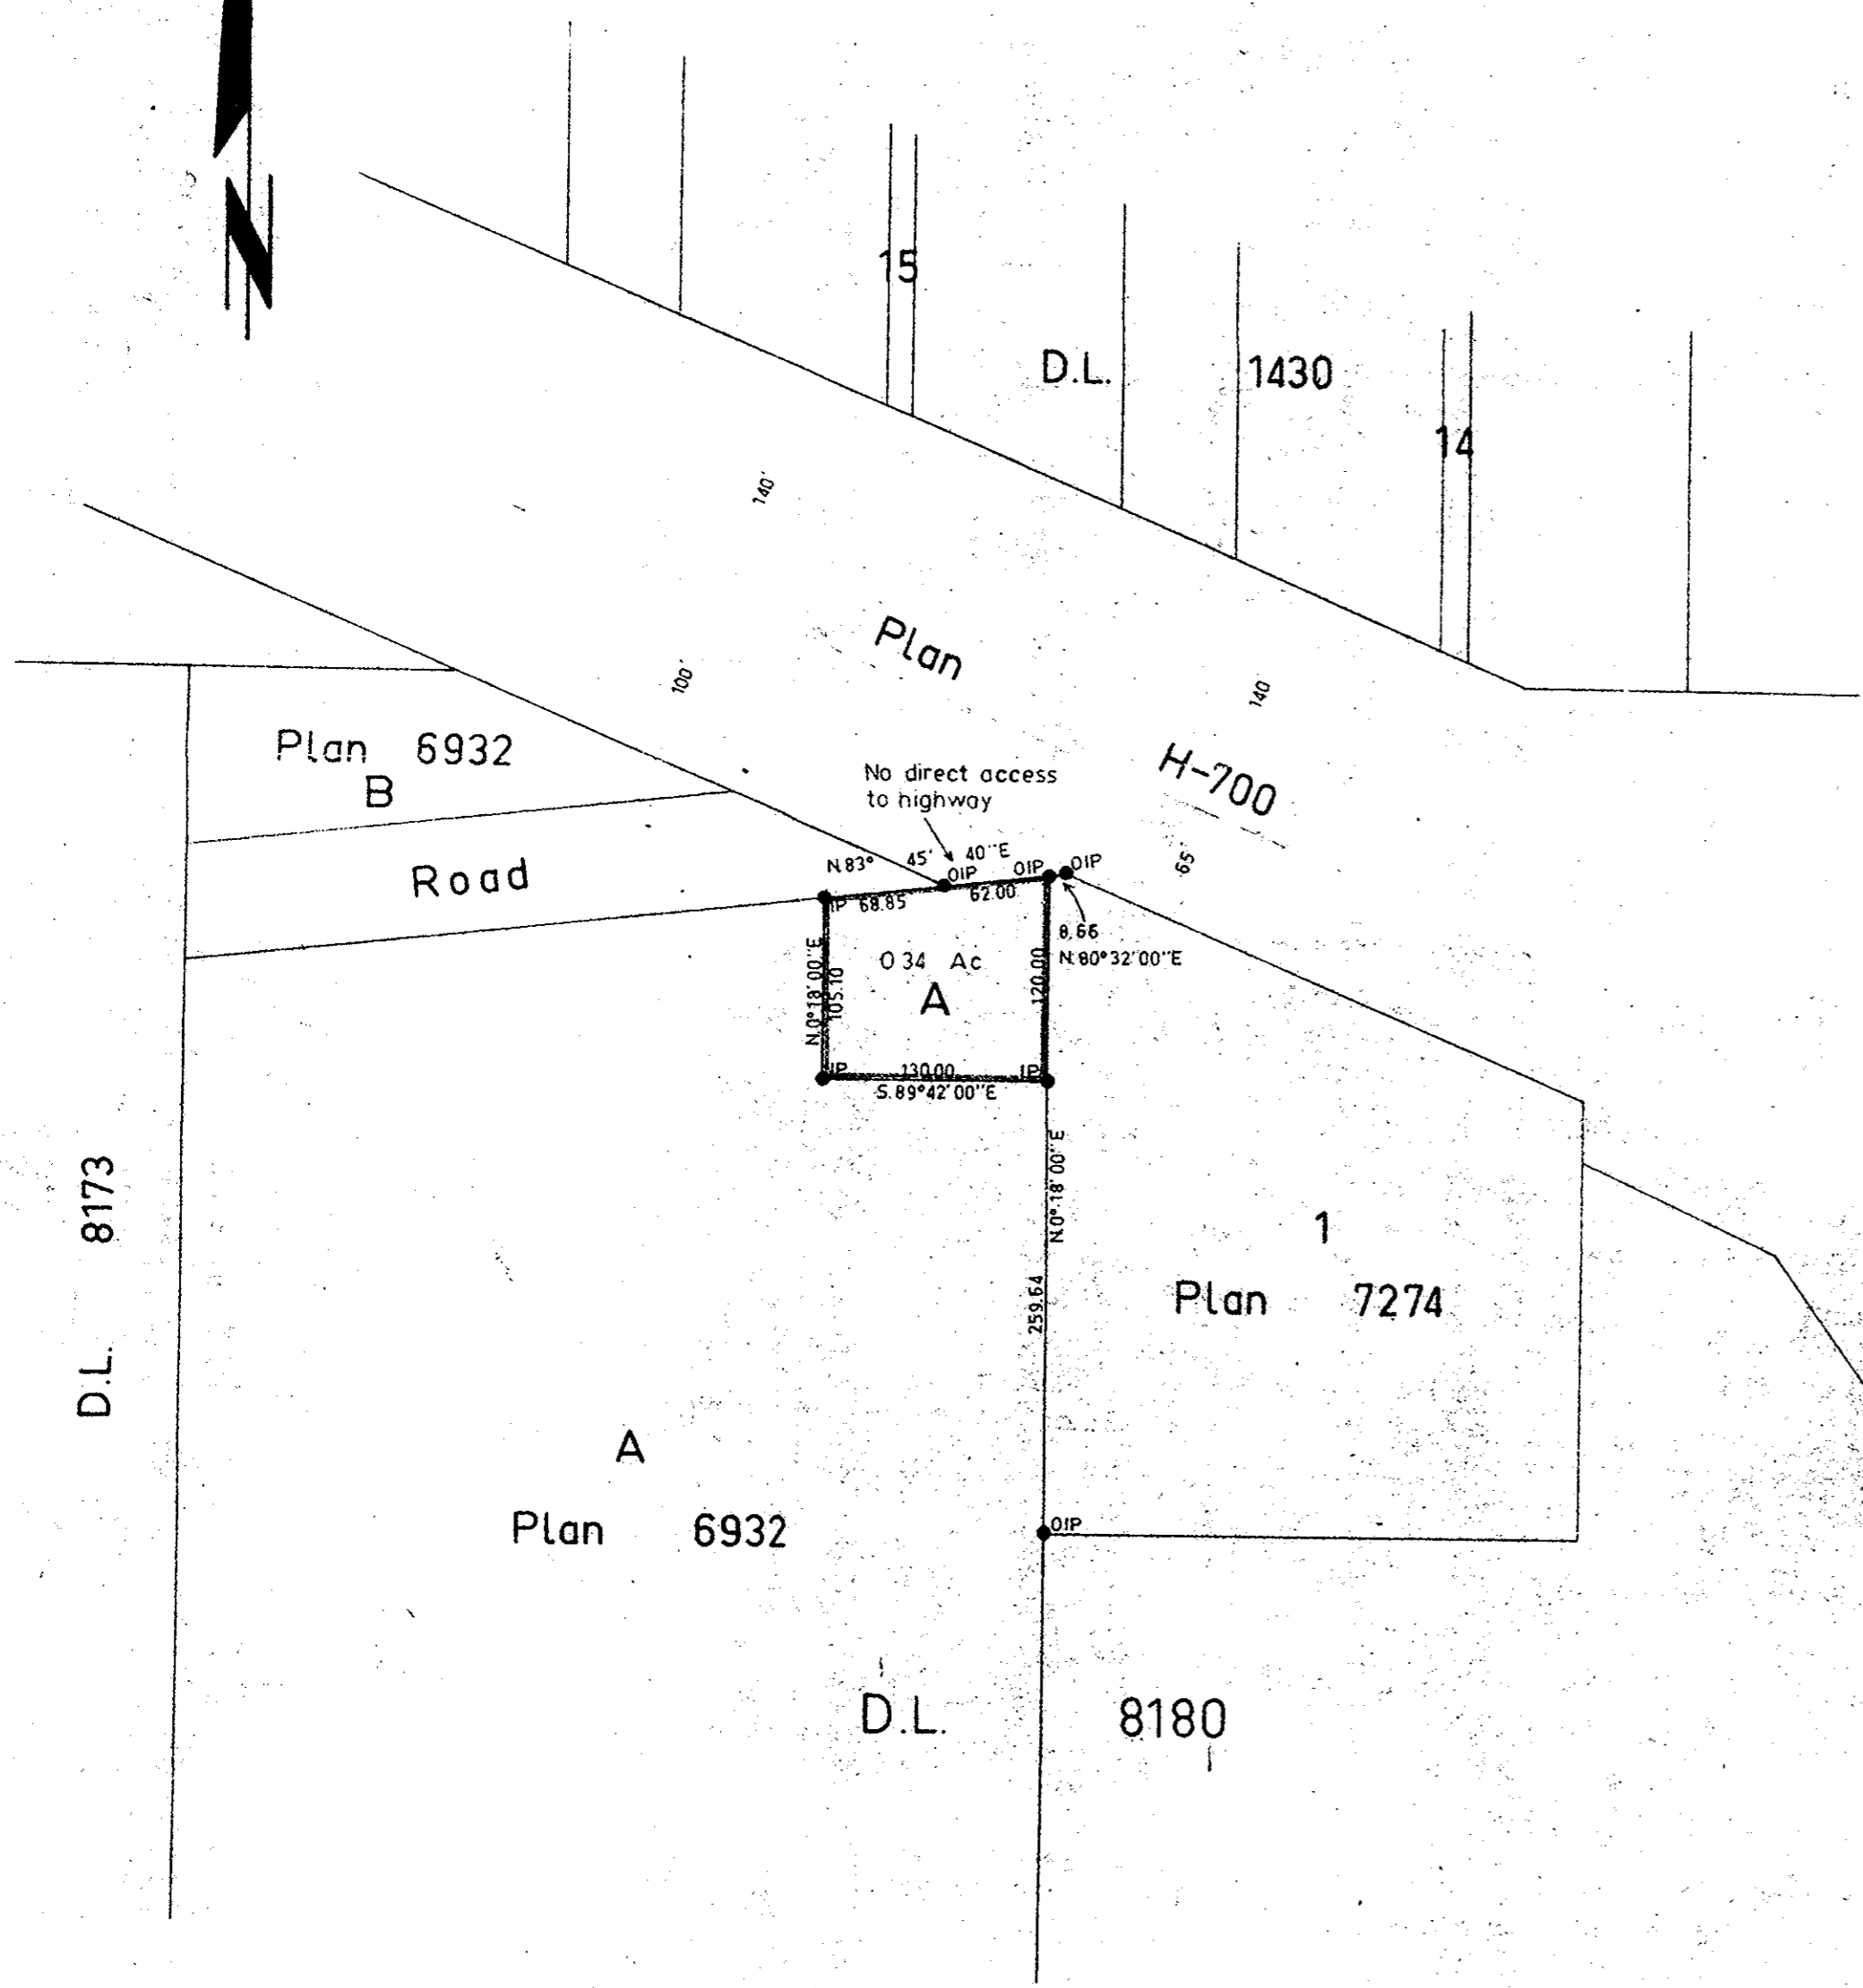 N
15
D.L. 1430
14
140'
Plan
100'
140
H-700
65'
Plan 6932
B
Road
No direct access
to highway
N.83° 45' 40"E
OIP
OIP
OIP
IP
68.85
62.00
8.66
N.80°32'00"E
0 34 Ac
A
N.0°18'00"E
105.10
120.00
IP
130.00
IP
S.89°42'00"E
N.0°18'00"E
259.64
D.L. 8173
1
Plan 7274
A
Plan 6932
OIP
D.L. 8180